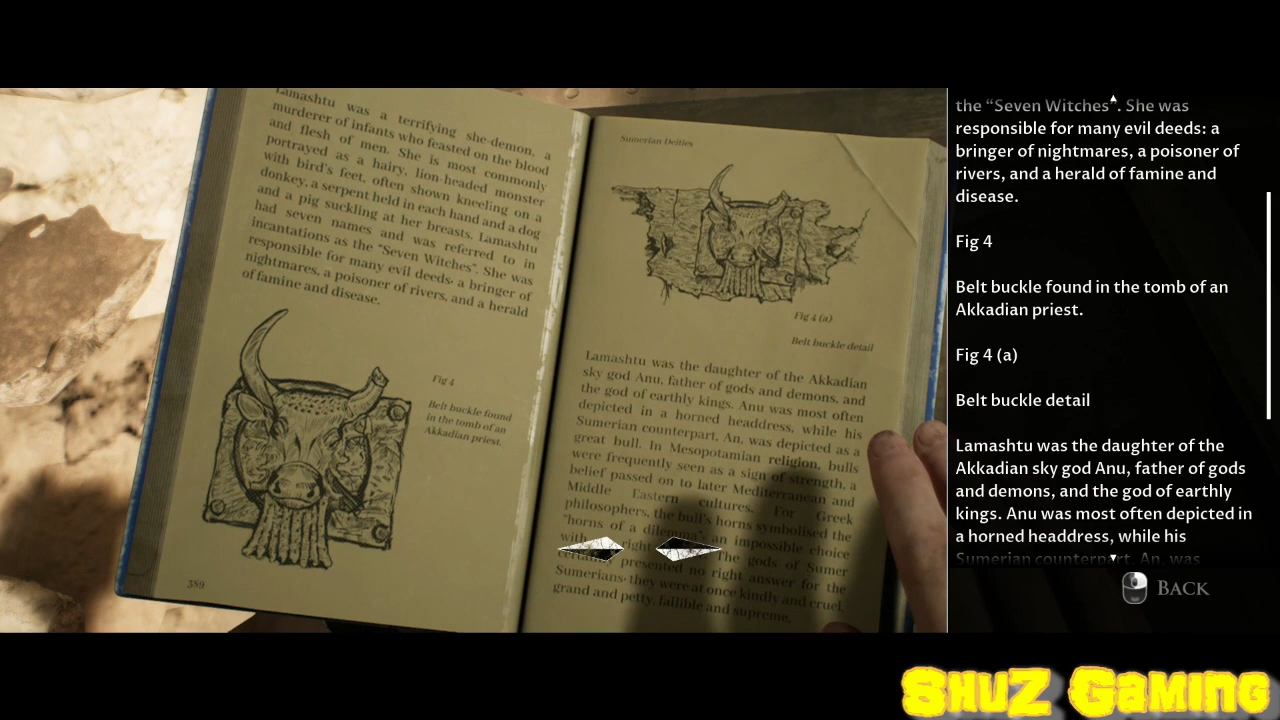 Lamashtu was a terrifying she-demon, a
murderer of infants who feasted on the blood
and flesh of men. She is most commonly
portrayed as a hairy, lion-headed monster
with bird's feet, often shown kneeling on a
donkey, a serpent held in each hand and a dog
and a pig suckling at her breasts. Lamashtu
had seven names and was referred to in
incantations as the "Seven Witches". She was
responsible for many evil deeds: a bringer of
nightmares, a poisoner of rivers, and a herald
of famine and disease.
Fig 4
Belt buckle found
in the tomb of an
Akkadian priest.
389
Sumerian Deities
Fig 4 (a)
Belt buckle detail
Lamashtu was the daughter of the Akkadian
sky god Anu, father of gods and demons, and
the god of earthly kings. Anu was most often
depicted in a horned headdress, while his
Sumerian counterpart, An, was depicted as a
great bull. In Mesopotamian religion, bulls
were frequently seen as a sign of strength, a
belief passed on to later Mediterranean and
Middle Eastern cultures. For Greek
philosophers, the bull's horns symbolised the
"horns of a dilemma", an impossible choice
with right The gods of Sumer
presented no right answer for the
Sumerians: they were at once kindly and cruel,
grand and petty, fallible and supreme,
the “Seven Witches”. She was
responsible for many evil deeds: a
bringer of nightmares, a poisoner of
rivers, and a herald of famine and
disease.
Fig 4
Belt buckle found in the tomb of an
Akkadian priest.
Fig 4 (a)
Belt buckle detail
Lamashtu was the daughter of the
Akkadian sky god Anu, father of gods
and demons, and the god of earthly
kings. Anu was most often depicted in
a horned headdress, while his
Sumerian counterpart, An, was
BACK
SHUZ GAMING